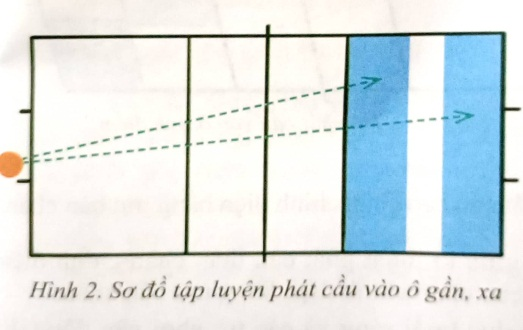 Hình 2. Sơ đồ tập luyện phát cầu vào ô gần, xa